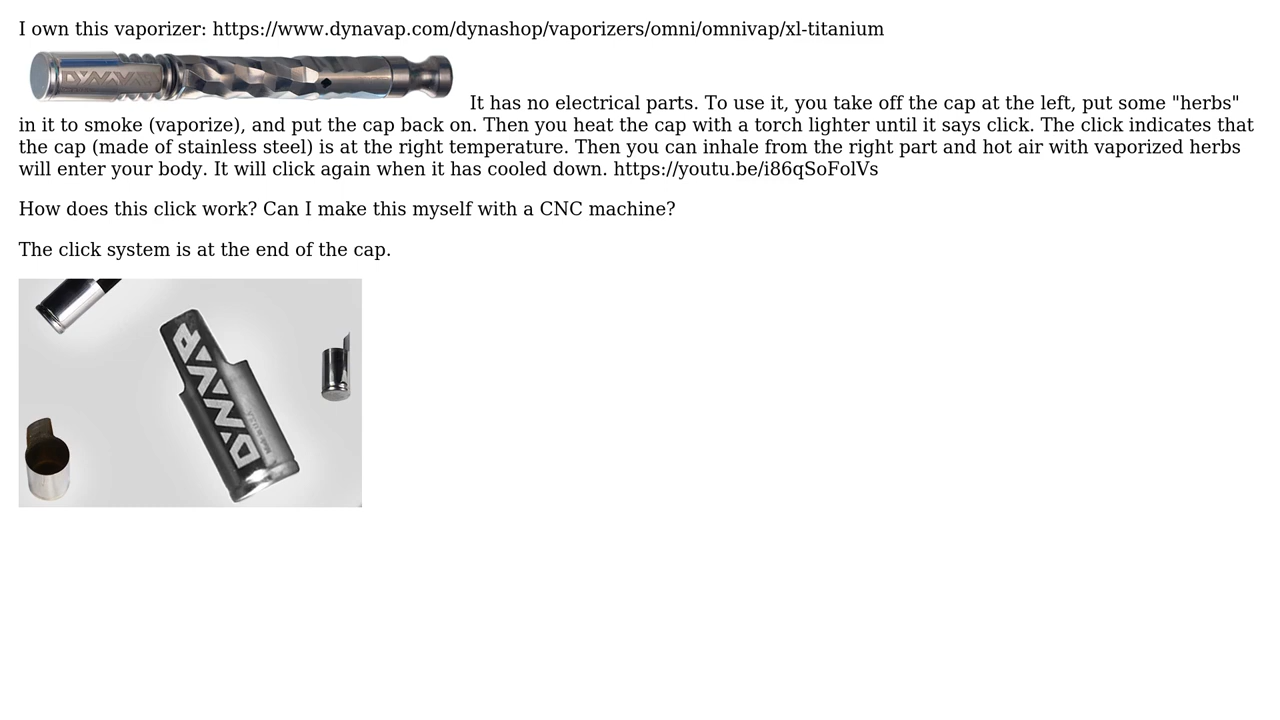 I own this vaporizer: https://www.dynavap.com/dynashop/vaporizers/omni/omnivap/xl-titanium
DYNAVAP
It has no electrical parts. To use it, you take off the cap at the left, put some "herbs"
in it to smoke (vaporize), and put the cap back on. Then you heat the cap with a torch lighter until it says click. The click indicates that
the cap (made of stainless steel) is at the right temperature. Then you can inhale from the right part and hot air with vaporized herbs
will enter your body. It will click again when it has cooled down. https://youtu.be/i86qSoFolVs
How does this click work? Can I make this myself with a CNC machine?
The click system is at the end of the cap.
DYNAVAP
Made in U.S.A.